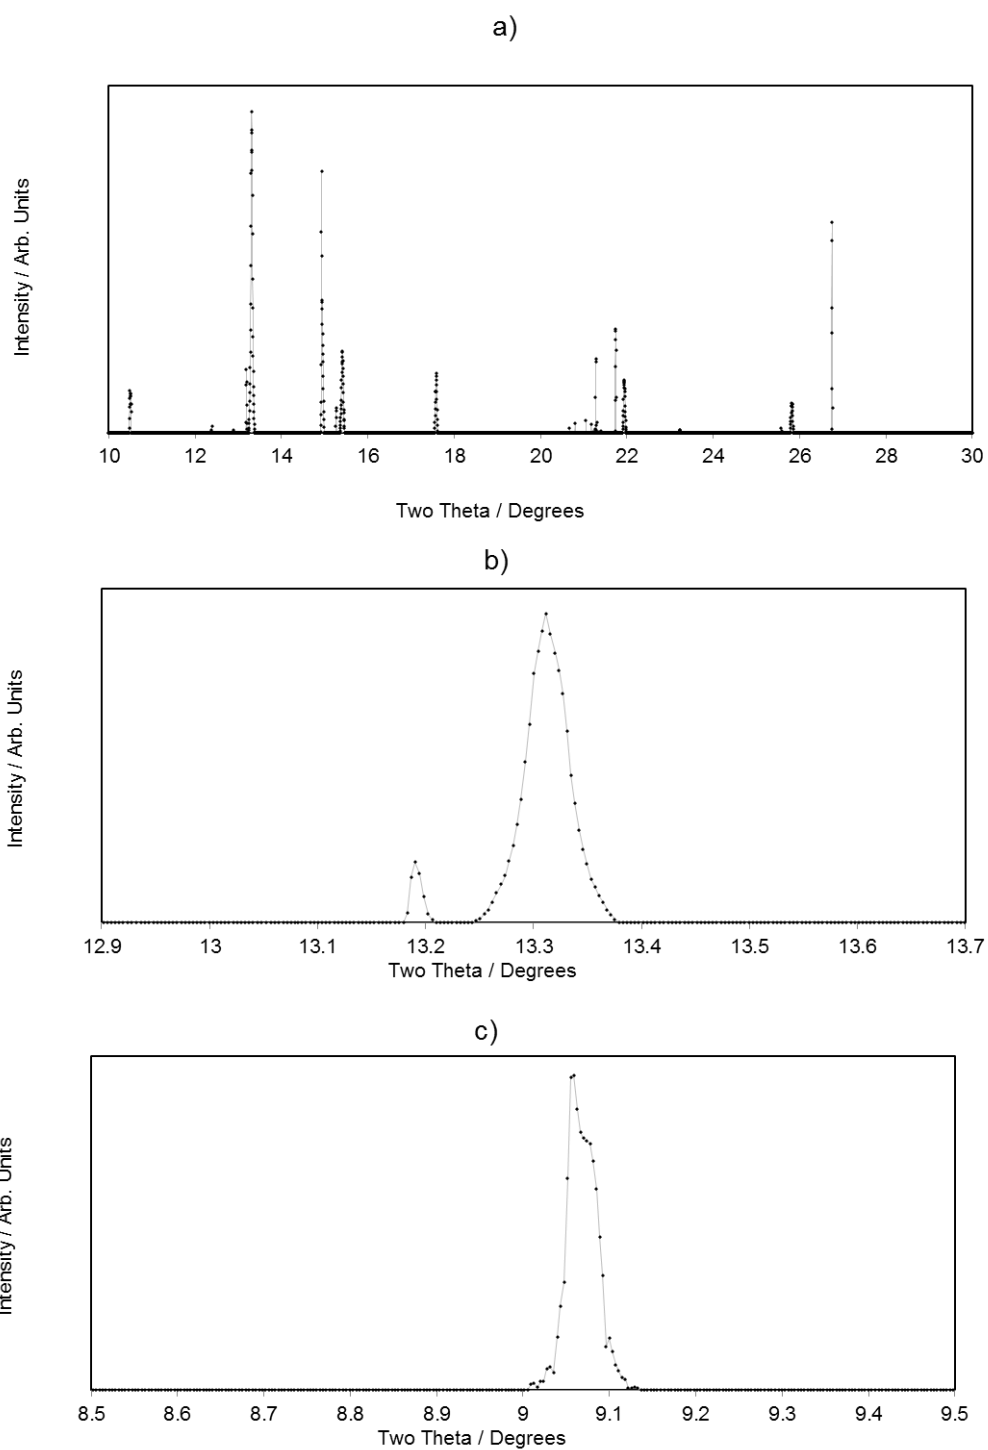 a)
Intensity / Arb. Units
10 12 14 16 18 20 22 24 26 28 30
Two Theta / Degrees
b)
Intensity / Arb. Units
12.9 13 13.1 13.2 13.3 13.4 13.5 13.6 13.7
Two Theta / Degrees
c)
Intensity / Arb. Units
8.5 8.6 8.7 8.8 8.9 9 9.1 9.2 9.3 9.4 9.5
Two Theta / Degrees